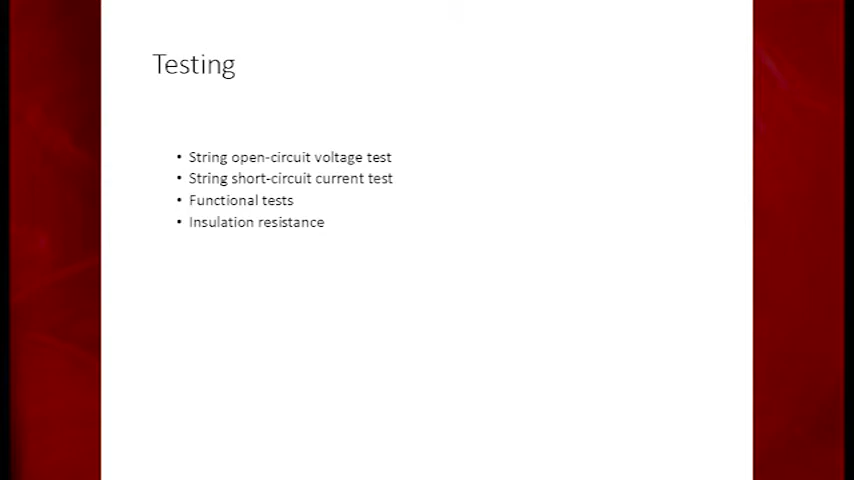 Testing
• String open-circuit voltage test
• String short-circuit current test
• Functional tests
• Insulation resistance